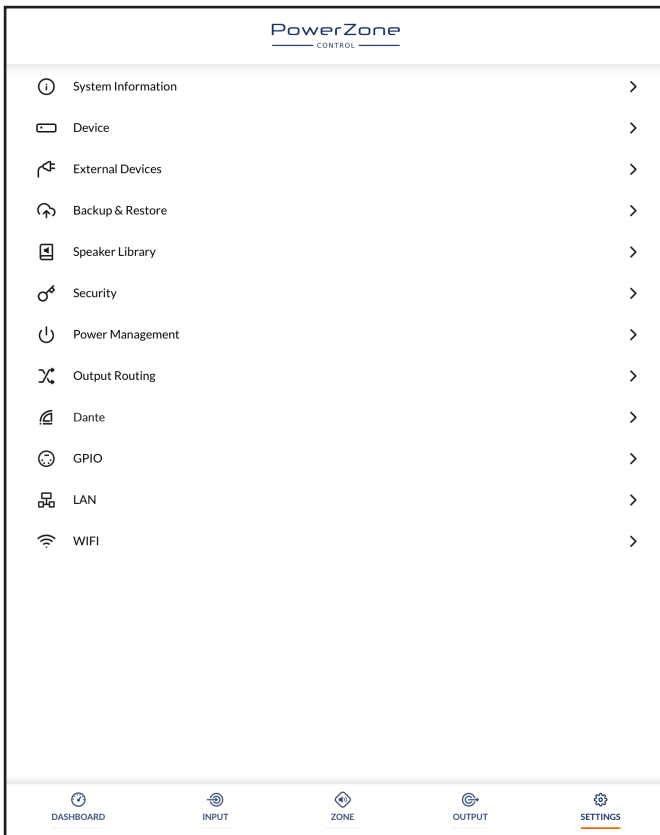 PowerZone
CONTROL
System Information
Device
External Devices
Backup & Restore
Speaker Library
Security
Power Management
Output Routing
Dante
GPIO
LAN
WIFI
DASHBOARD INPUT ZONE OUTPUT SETTINGS